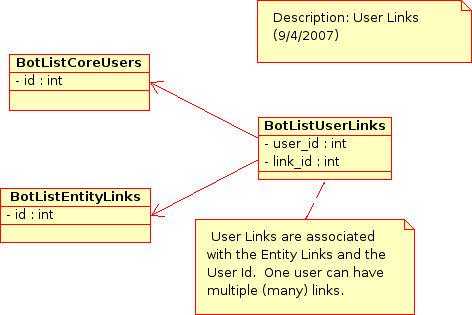 Description: User Links
(9/4/2007)
BotListCoreUsers
- id : int
BotListUserLinks
- user_id : int
- link_id : int
BotListEntityLinks
- id : int
User Links are associated
with the Entity Links and the
User Id.  One user can have
multiple (many) links.